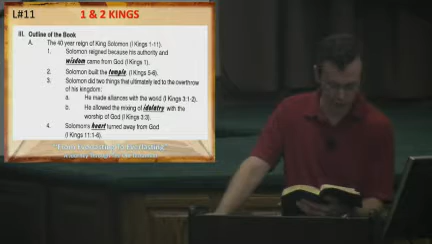 L#11
1 & 2 KINGS
III. Outline of the Book
A. The 40 year reign of King Solomon (I Kings 1-11)
1. Solomon reigned because his authority and
wisdom came from God (I Kings 1).
2. Solomon built the temple. (I Kings 5-8).
3. Solomon did two things that ultimately led to the overthrow
of his kingdom:
a. He made alliances with the world (I Kings 3:1-2).
b. He allowed the mixing of idolatry with the
worship of God (I Kings 3:3).
4. Solomon's heart turned away from God
(I Kings 11:1-8).